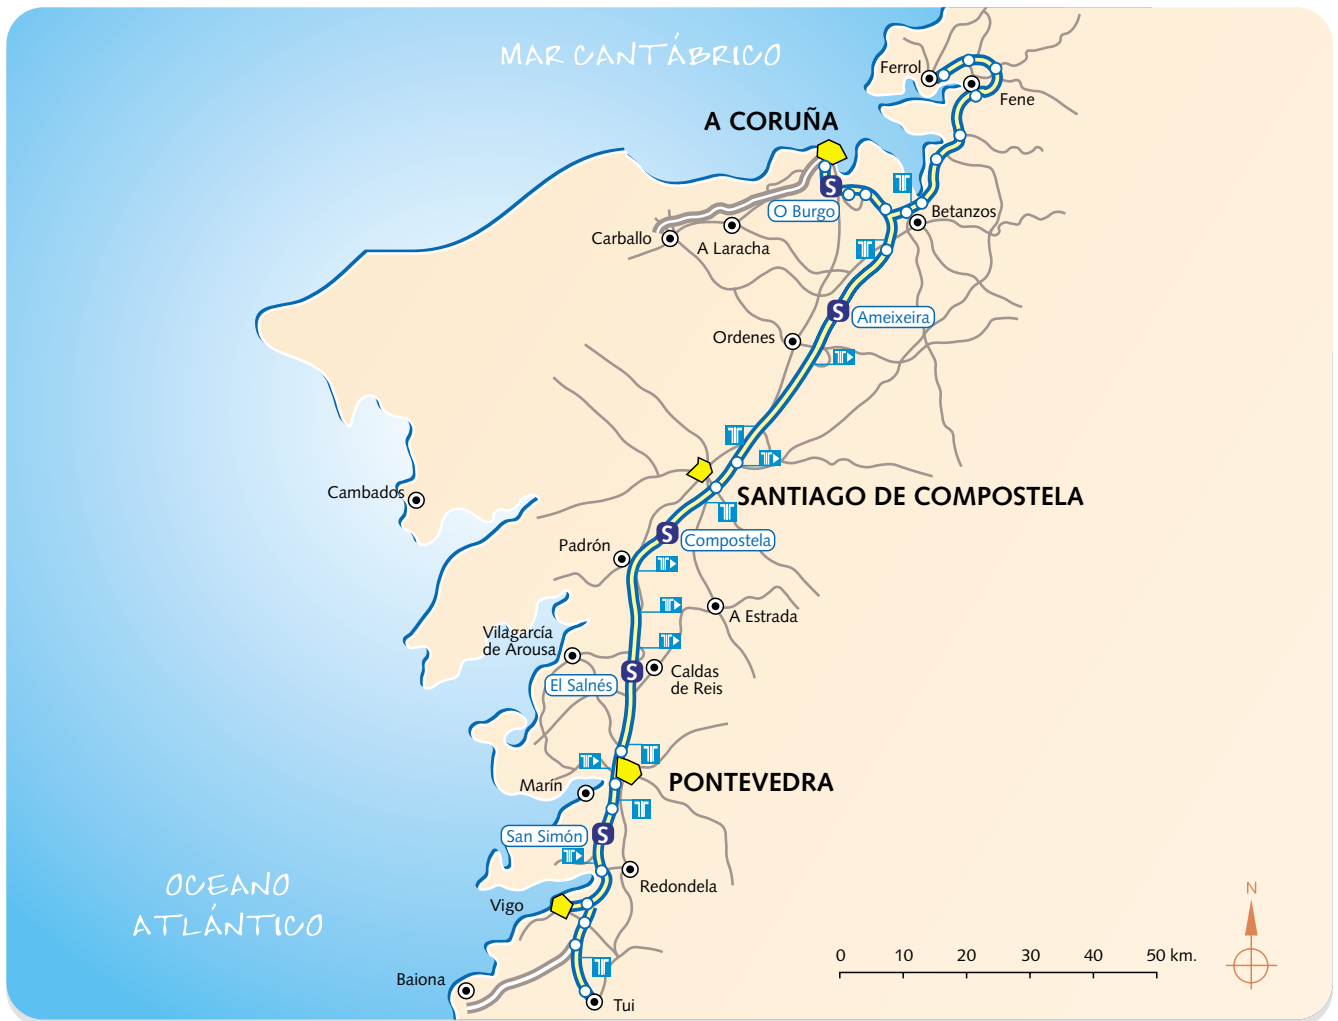 MAR CANTÁBRICO
Ferrol
Fene
A CORUÑA
S
O Burgo
Betanzos
Carballo
A Laracha
S
Ameixeira
Ordenes
SANTIAGO DE COMPOSTELA
Cambados
S
Compostela
Padrón
A Estrada
Vilagarcía
de Arousa
S
El Salnés
Caldas
de Reis
PONTEVEDRA
Marín
S
San Simón
Redondela
OCEANO
ATLÁNTICO
Vigo
Baiona
Tui
N
0 10 20 30 40 50 km.